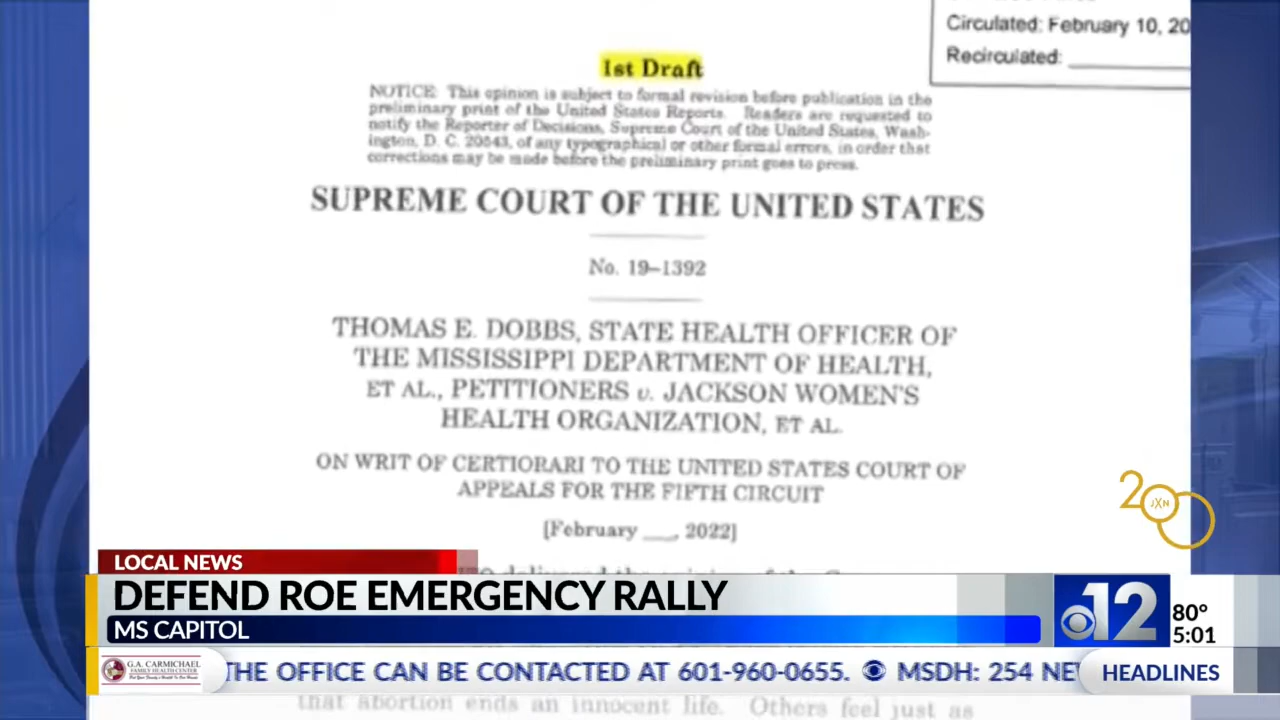 Circulated: February 10, 20
Recirculated:
1st Draft
NOTICE: This opinion is subject to formal revision before publication in the
preliminary print of the United States Reports. Readers are requested to
notify the Reporter of Decisions, Supreme Court of the United States, Wash-
ington, D. C. 20543, of any typographical or other formal errors, in order that
corrections may be made before the preliminary print goes to press.
SUPREME COURT OF THE UNITED STATES
No. 19–1392
THOMAS E. DOBBS, STATE HEALTH OFFICER OF
THE MISSISSIPPI DEPARTMENT OF HEALTH,
ET AL., PETITIONERS v. JACKSON WOMEN'S
HEALTH ORGANIZATION, ET AL.
ON WRIT OF CERTIORARI TO THE UNITED STATES COURT OF
APPEALS FOR THE FIFTH CIRCUIT
[February ___, 2022]
200
JXN
LOCAL NEWS
DEFEND ROE EMERGENCY RALLY
MS CAPITOL
12
80°
5:01
G.A. CARMICHAEL
FAMILY HEALTH CENTER
THE OFFICE CAN BE CONTACTED AT 601-960-0655. MSDH: 254 NE
HEADLINES
that abortion ends an innocent life. Others feel just as